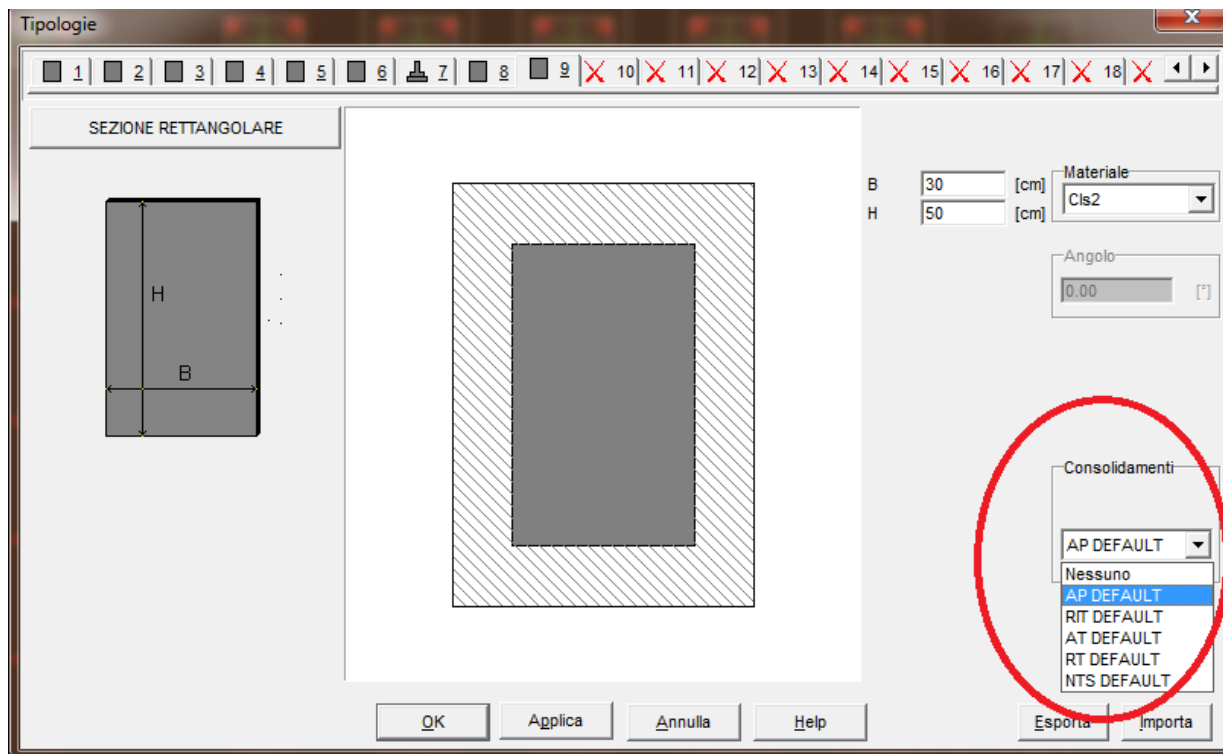 Tipologie
x
1 2 3 4 5 6 7 8 9 10 11 12 13 14 15 16 17 18
SEZIONE RETTANGOLARE
H
B
B 30 [cm]
H 50 [cm]
Materiale
Cls2
Angolo
0.00 [°]
Consolidamenti
AP DEFAULT
Nessuno
AP DEFAULT
RIT DEFAULT
AT DEFAULT
RT DEFAULT
NTS DEFAULT
OK Applica Annulla Help Esporta Importa